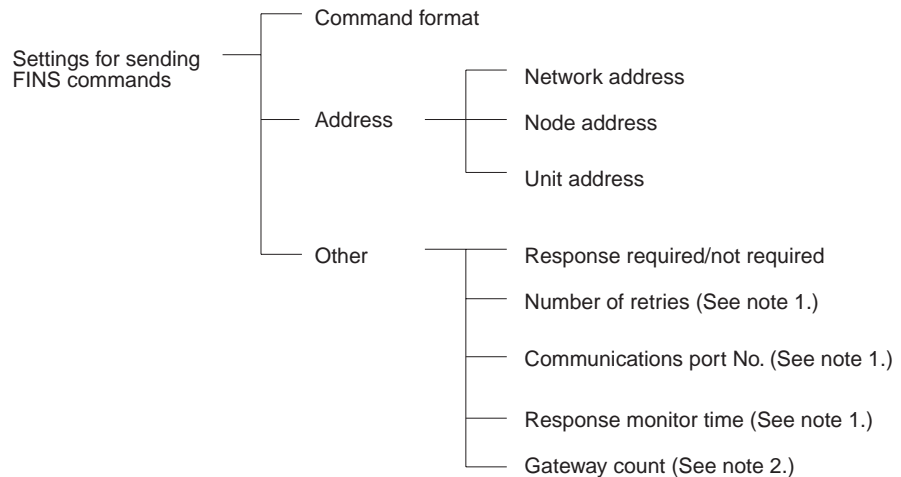 Settings for sending
FINS commands
Command format
Address
Network address
Node address
Unit address
Other
Response required/not required
Number of retries (See note 1.)
Communications port No. (See note 1.)
Response monitor time (See note 1.)
Gateway count (See note 2.)